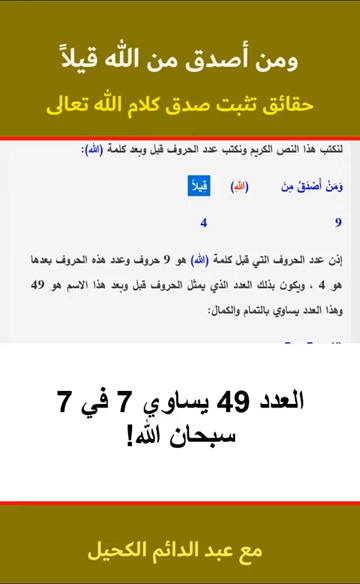 ومن أصدق من الله قيلاً
حقائق تثبت صدق كلام الله تعالى
لنكتب هذا النص الكريم ونكتب عدد الحروف قبل وبعد كلمة (الله):
وَمَنْ أَصْدَقُ مِنَ (اللهِ) قِيلاً
9 4
إذن عدد الحروف التي قبل كلمة (الله) هو 9 حروف وعدد هذه الحروف بعدها
هو 4 ، ويكون بذلك العدد الذي يمثل الحروف قبل وبعد هذا الاسم هو 49
وهذا العدد يساوي بالتمام والكمال:
العدد 49 يساوي 7 في 7
سبحان الله!
مع عبد الدائم الكحيل